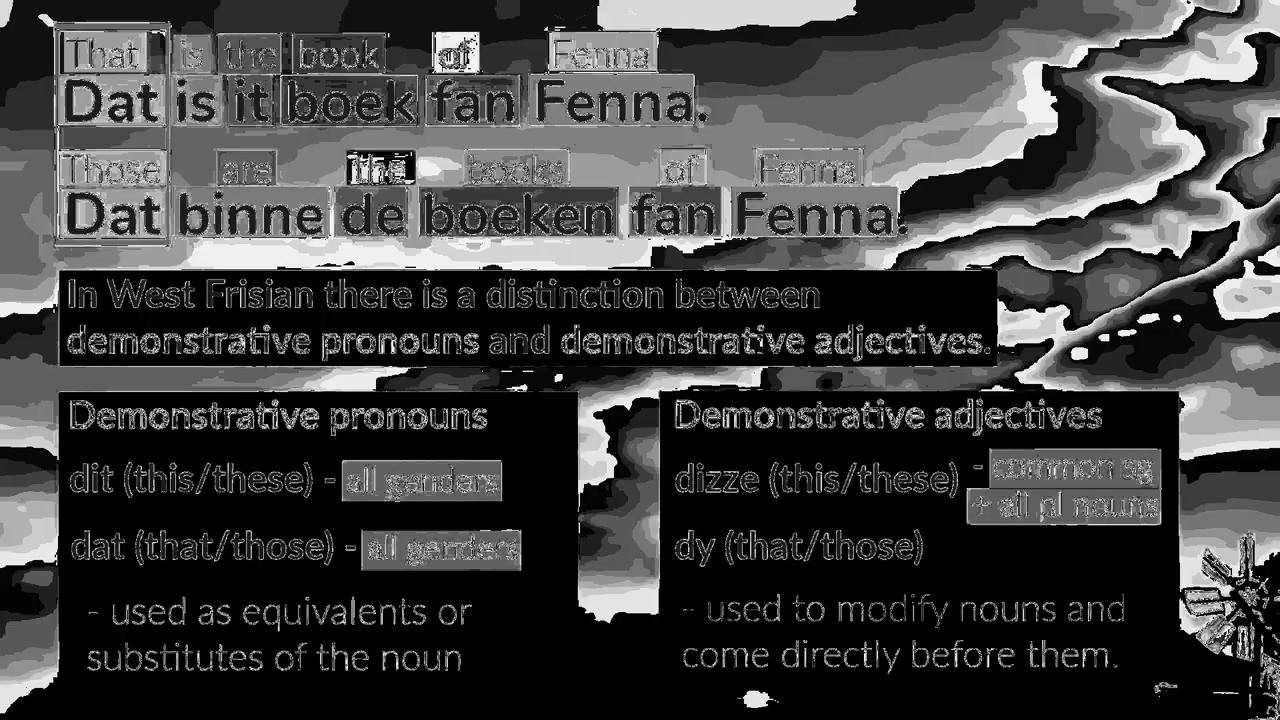 That is the book of Fenna
Dat is it boek fan Fenna.
Those are the books of Fenna
Dat binne de boeken fan Fenna.
In West Frisian there is a distinction between
demonstrative pronouns and demonstrative adjectives.
Demonstrative pronouns
dit (this/these) - all genders
dat (that/those) - all genders
- used as equivalents or
substitutes of the noun
Demonstrative adjectives
dizze (this/these) - common sg
+ all pl nouns
dy (that/those)
- used to modify nouns and
come directly before them.